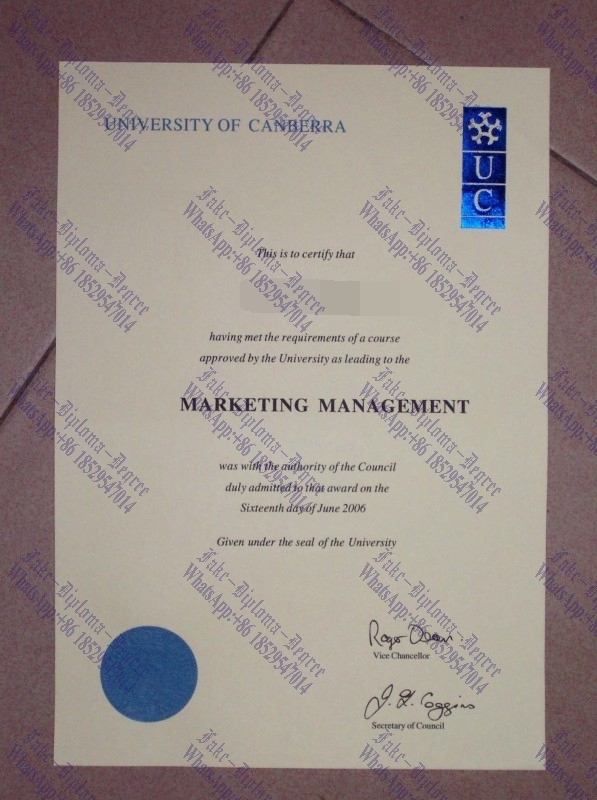 UNIVERSITY OF CANBERRA
U
C
This is to certify that
having met the requirements of a course
approved by the University as leading to the
MARKETING MANAGEMENT
was with the authority of the Council
duly admitted to that award on the
Sixteenth day of June 2006
Given under the seal of the University
Vice Chancellor
J. L. Coggins
Secretary of Council
Fake-Diploma-Degree
WhatsApp:+86 18529547014